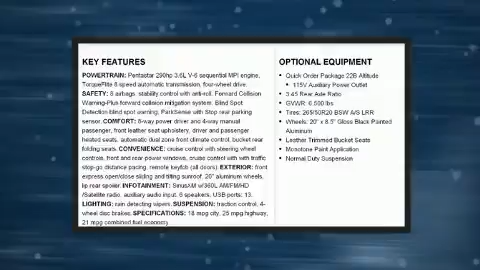 KEY FEATURES
POWERTRAIN: Pentastar 290hp 3.6L V-6 sequential MPI engine,
TorqueFlite 8-speed automatic transmission, four-wheel drive.
SAFETY: 8 airbags, stability control with anti-roll, Forward Collision
Warning-Plus forward collision mitigation system, Blind Spot
Detection blind spot warning, ParkSense with Stop rear parking
sensor. COMFORT: 8-way power driver and 4-way manual
passenger, front leather seat upholstery, driver and passenger
heated seats, automatic dual zone front climate control, bucket rear
folding seats. CONVENIENCE: cruise control with steering wheel
controls, front and rear power windows, cruise control with with traffic
stop-go distance pacing, remote keyfob (all doors). EXTERIOR: front
express open/close sliding and tilting sunroof, 20" aluminum wheels,
lip rear spoiler. INFOTAINMENT: SiriusXM w/360L AM/FM/HD
/Satellite radio, auxiliary audio input, 6 speakers, USB ports: 13.
LIGHTING: rain detecting wipers. SUSPENSION: traction control, 4-
wheel disc brakes. SPECIFICATIONS: 18 mpg city, 25 mpg highway,
21 mpg combined fuel economy
OPTIONAL EQUIPMENT
Quick Order Package 22B Altitude
115V Auxiliary Power Outlet
3.45 Rear Axle Ratio
GVWR: 6,500 lbs
Tires: 265/50R20 BSW A/S LRR
Wheels: 20" x 8.5" Gloss Black Painted
Aluminum
Leather Trimmed Bucket Seats
Monotone Paint Application
Normal Duty Suspension